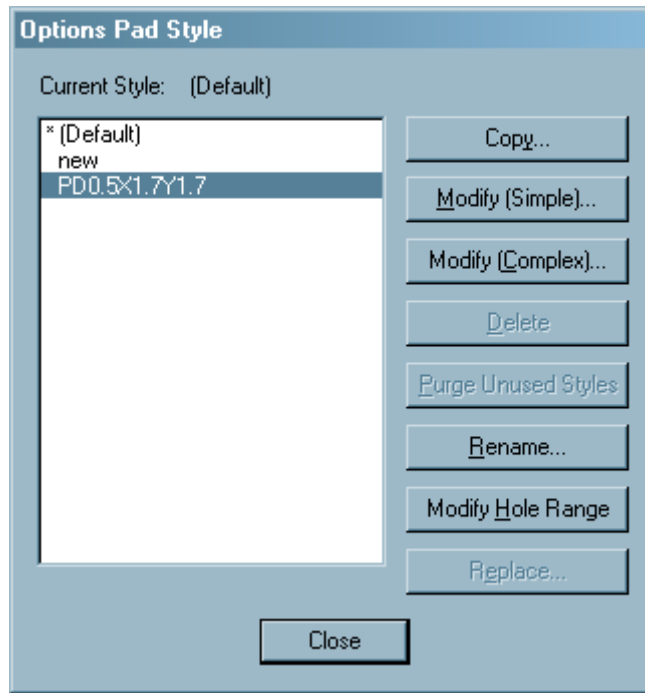 Options Pad Style
Current Style: (Default)
* (Default)
new
PD0.5X1.7Y1.7
Copy...
Modify (Simple)...
Modify (Complex)...
Delete
Purge Unused Styles
Rename...
Modify Hole Range
Replace...
Close